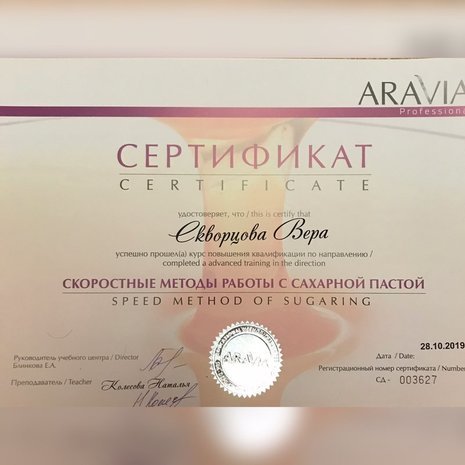 ARAVIA
Professional
СЕРТИФИКАТ
CERTIFICATE
удостоверяет, что / this is certify that
Скворцова Вера
успешно прошел(а) курс повышения квалификации по направлению /
completed a advanced training in the direction
СКОРОСТНЫЕ МЕТОДЫ РАБОТЫ С САХАРНОЙ ПАСТОЙ
SPEED METHOD OF SUGARING
28.10.2019
Руководитель учебного центра / Director
Блинкова Е.А.
ARAVIA
Дата / Date:
Преподаватель / Teacher Колесова Наталья
Регистрационный номер сертификата / Number
СД - 003627